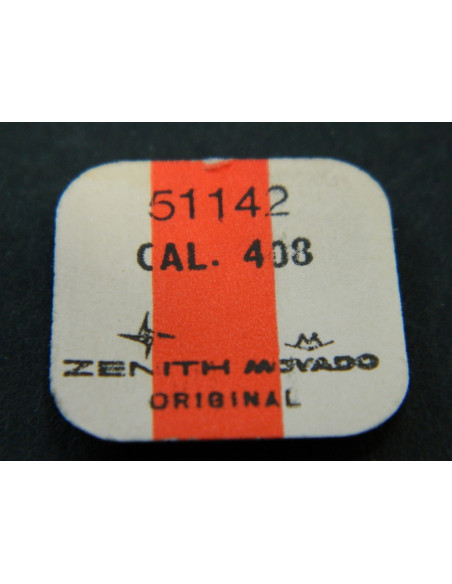 51142
CAL. 408
ZENITH MOVADO
ORIGINAL